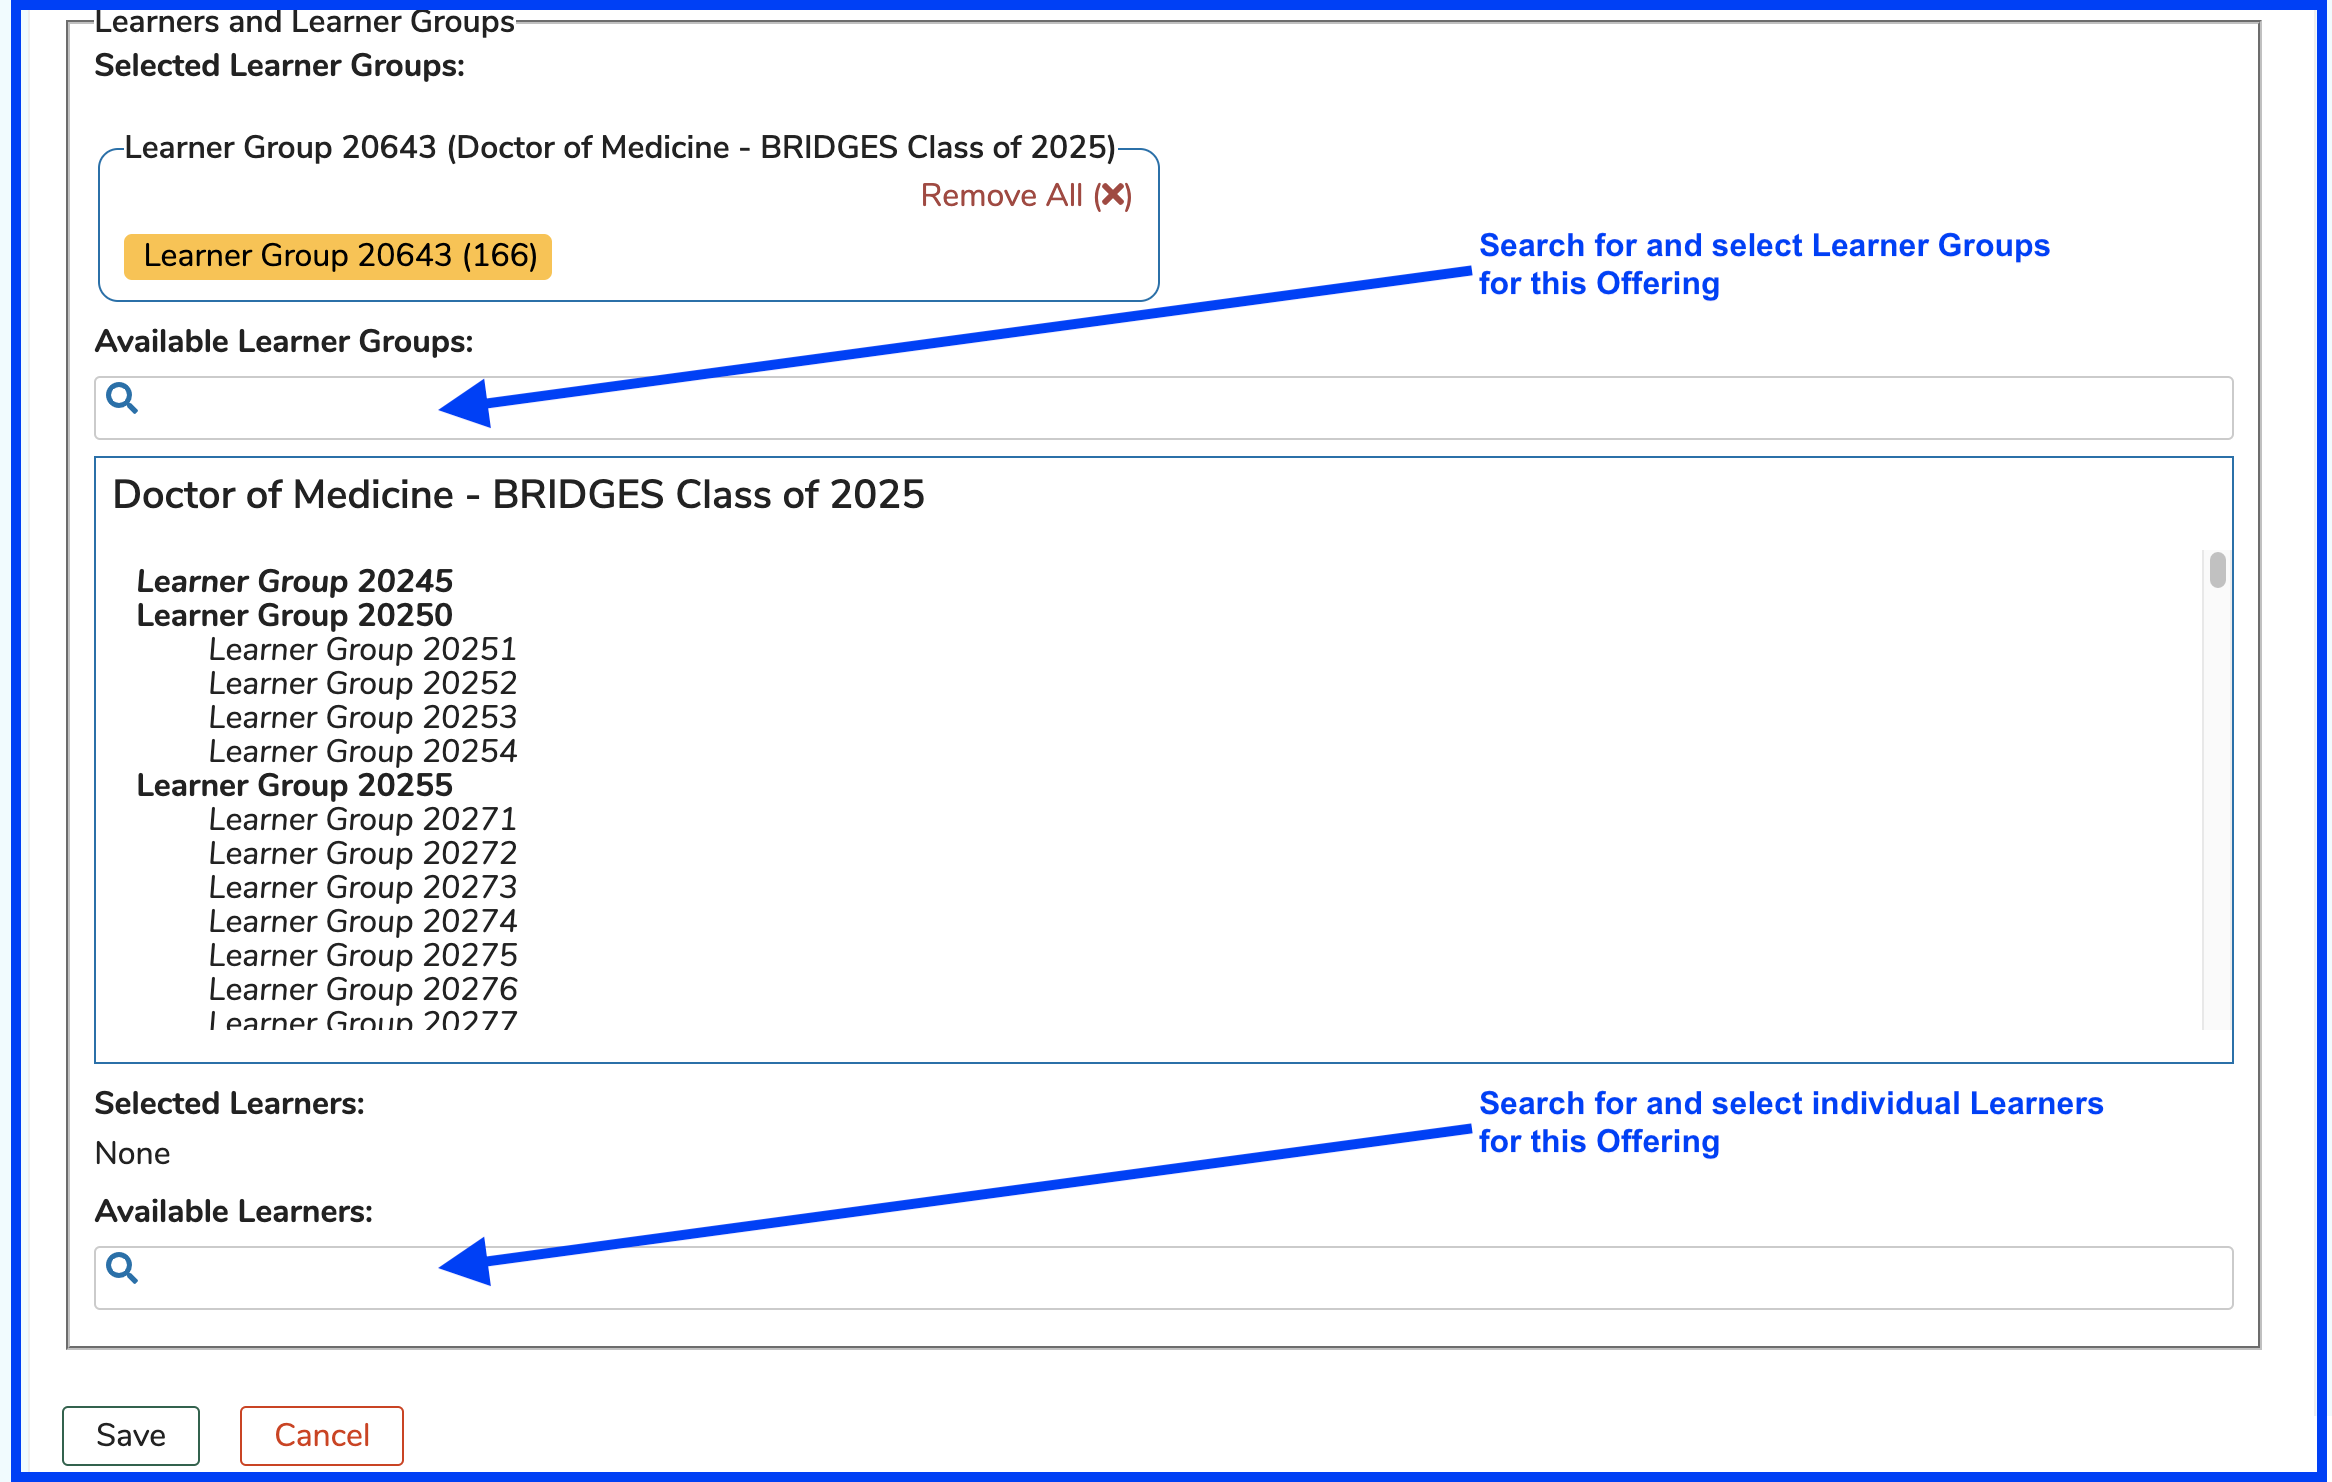 Learners and Learner Groups
Selected Learner Groups:
Learner Group 20643 (Doctor of Medicine - BRIDGES Class of 2025)
Remove All (✕)
Learner Group 20643 (166)
Search for and select Learner Groups
for this Offering
Available Learner Groups:
Doctor of Medicine - BRIDGES Class of 2025
Learner Group 20245
Learner Group 20250
Learner Group 20251
Learner Group 20252
Learner Group 20253
Learner Group 20254
Learner Group 20255
Learner Group 20271
Learner Group 20272
Learner Group 20273
Learner Group 20274
Learner Group 20275
Learner Group 20276
Learner Group 20277
Selected Learners:
None
Search for and select individual Learners
for this Offering
Available Learners:
Save
Cancel